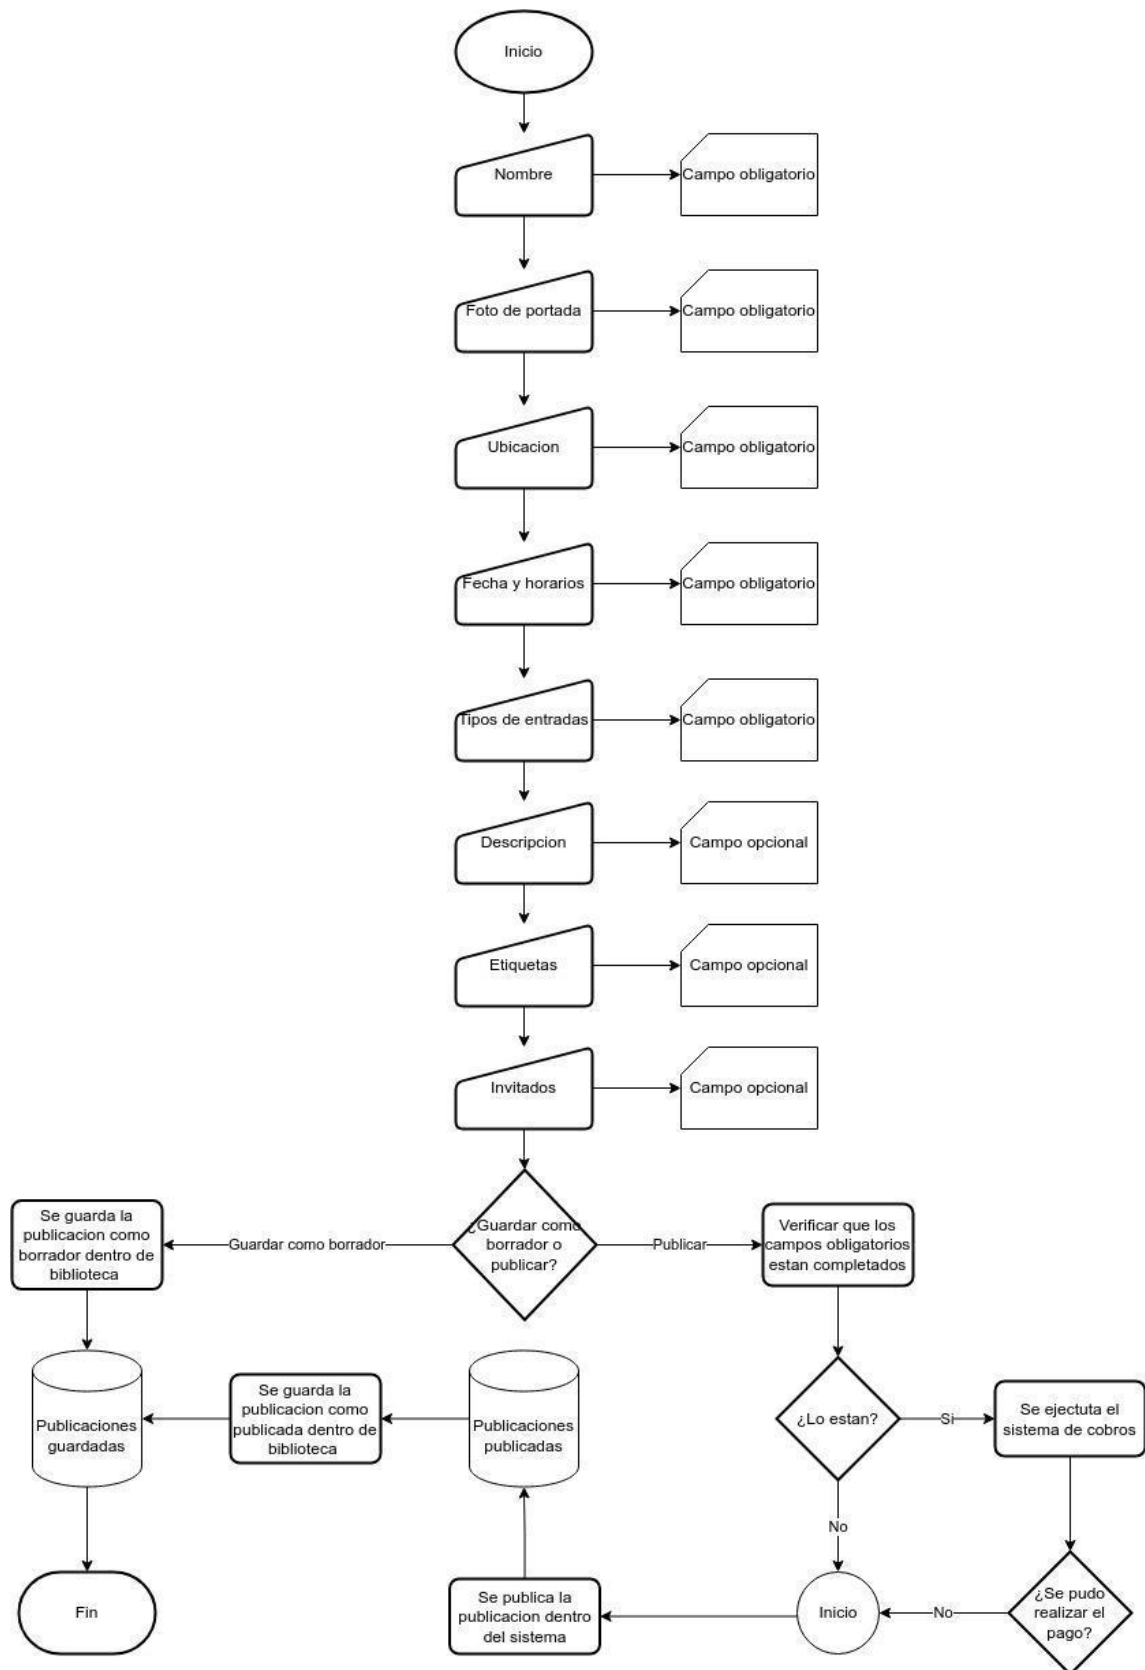 Inicio
Nombre
Campo obligatorio
Foto de portada
Campo obligatorio
Ubicacion
Campo obligatorio
Fecha y horarios
Campo obligatorio
Tipos de entradas
Campo obligatorio
Descripcion
Campo opcional
Etiquetas
Campo opcional
Invitados
Campo opcional
Se guarda la
publicacion como
borrador dentro de
biblioteca
Guardar como borrador
¿Guardar como
borrador o
publicar?
Publicar
Verificar que los
campos obligatorios
estan completados
Publicaciones
guardadas
Se guarda la
publicacion como
publicada dentro de
biblioteca
Publicaciones
publicadas
¿Lo estan?
Si
Se ejectuta el
sistema de cobros
No
Fin
Se publica la
publicacion dentro
del sistema
Inicio
No
¿Se pudo
realizar el
pago?